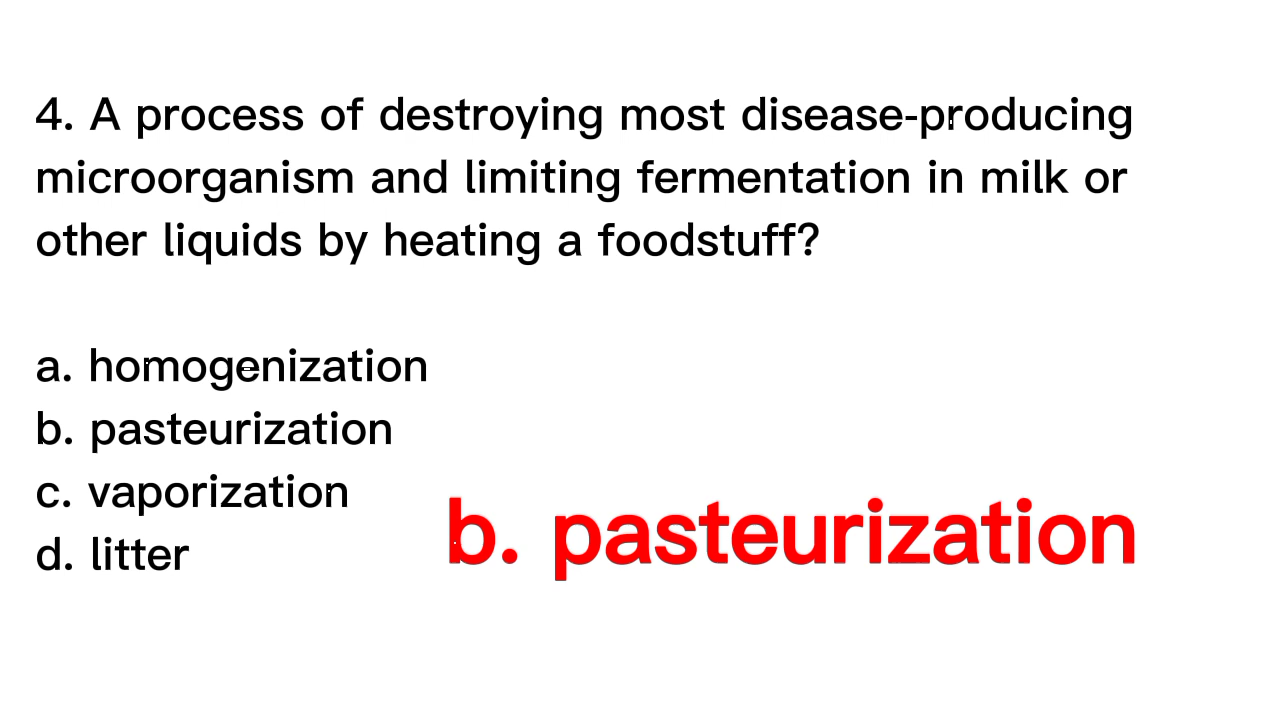 4. A process of destroying most disease-producing
microorganism and limiting fermentation in milk or
other liquids by heating a foodstuff?
a. homogenization
b. pasteurization
c. vaporization
d. litter
b. pasteurization